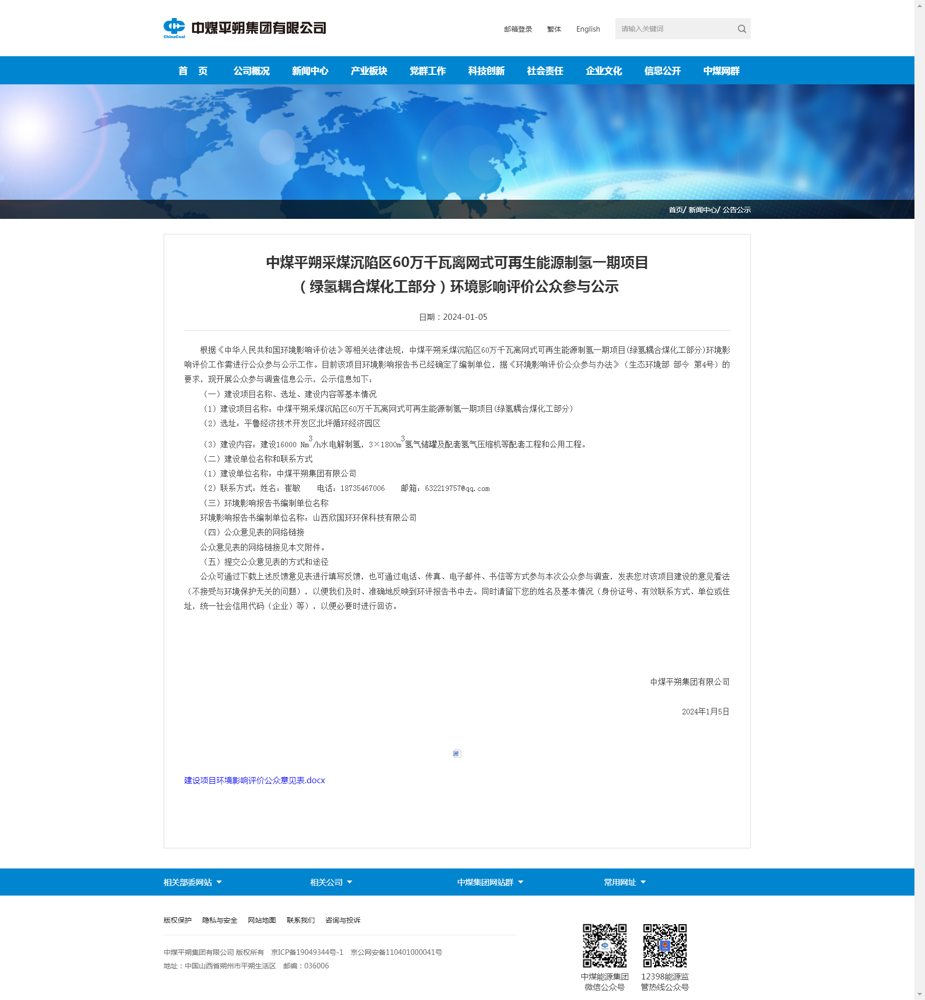 ChinaCoal
中煤平朔集团有限公司
邮箱登录 繁体 English 请输入关键词
首 页 公司概况 新闻中心 产业板块 党群工作 科技创新 社会责任 企业文化 信息公开 中煤网群
首页/ 新闻中心/ 公告公示
中煤平朔采煤沉陷区60万千瓦离网式可再生能源制氢一期项目
（绿氢耦合煤化工部分）环境影响评价公众参与公示
日期：2024-01-05
根据《中华人民共和国环境影响评价法》等相关法律法规，中煤平朔采煤沉陷区60万千瓦离网式可再生能源制氢一期项目(绿氢耦合煤化工部分)环境影
响评价工作需进行公众参与公示工作。目前该项目环境影响报告书已经确定了编制单位，据《环境影响评价公众参与办法》（生态环境部 部令 第4号）的
要求，现开展公众参与调查信息公示，公示信息如下：
（一）建设项目名称、选址、建设内容等基本情况
（1）建设项目名称：中煤平朔采煤沉陷区60万千瓦离网式可再生能源制氢一期项目(绿氢耦合煤化工部分)
（2）选址：平鲁经济技术开发区北坪循环经济园区
（3）建设内容：建设16000 Nm3/h水电解制氢，3×1800m3氢气储罐及配套氢气压缩机等配套工程和公用工程。
（二）建设单位名称和联系方式
（1）建设单位名称：中煤平朔集团有限公司
（2）联系方式：姓名：崔敏 电话：18735467006 邮箱：632219757@qq.com
（三）环境影响报告书编制单位名称
环境影响报告书编制单位名称：山西欣国环环保科技有限公司
（四）公众意见表的网络链接
公众意见表的网络链接见本文附件。
（五）提交公众意见表的方式和途径
公众可通过下载上述反馈意见表进行填写反馈，也可通过电话、传真、电子邮件、书信等方式参与本次公众参与调查，发表您对该项目建设的意见看法
（不接受与环境保护无关的问题），以便我们及时、准确地反映到环评报告书中去。同时请留下您的姓名及基本情况（身份证号、有效联系方式、单位或住
址，统一社会信用代码（企业）等），以便必要时进行回访。
中煤平朔集团有限公司
2024年1月5日
建设项目环境影响评价公众意见表.docx
相关部委网站 相关公司 中煤集团网站群 常用网址
版权保护 隐私与安全 网站地图 联系我们 咨询与投诉
中煤平朔集团有限公司 版权所有 京ICP备19049344号-1 京公网安备110401000041号
地址：中国山西省朔州市平朔生活区 邮编：036006
中煤能源集团
微信公众号
12398能源监
管热线公众号